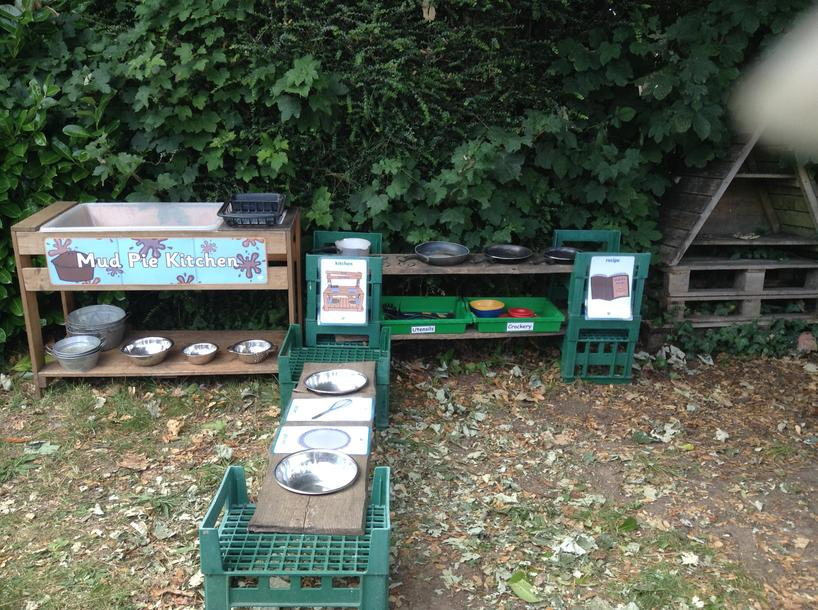 Mud Pie Kitchen
kitchen
recipe
Utensils
Crockery